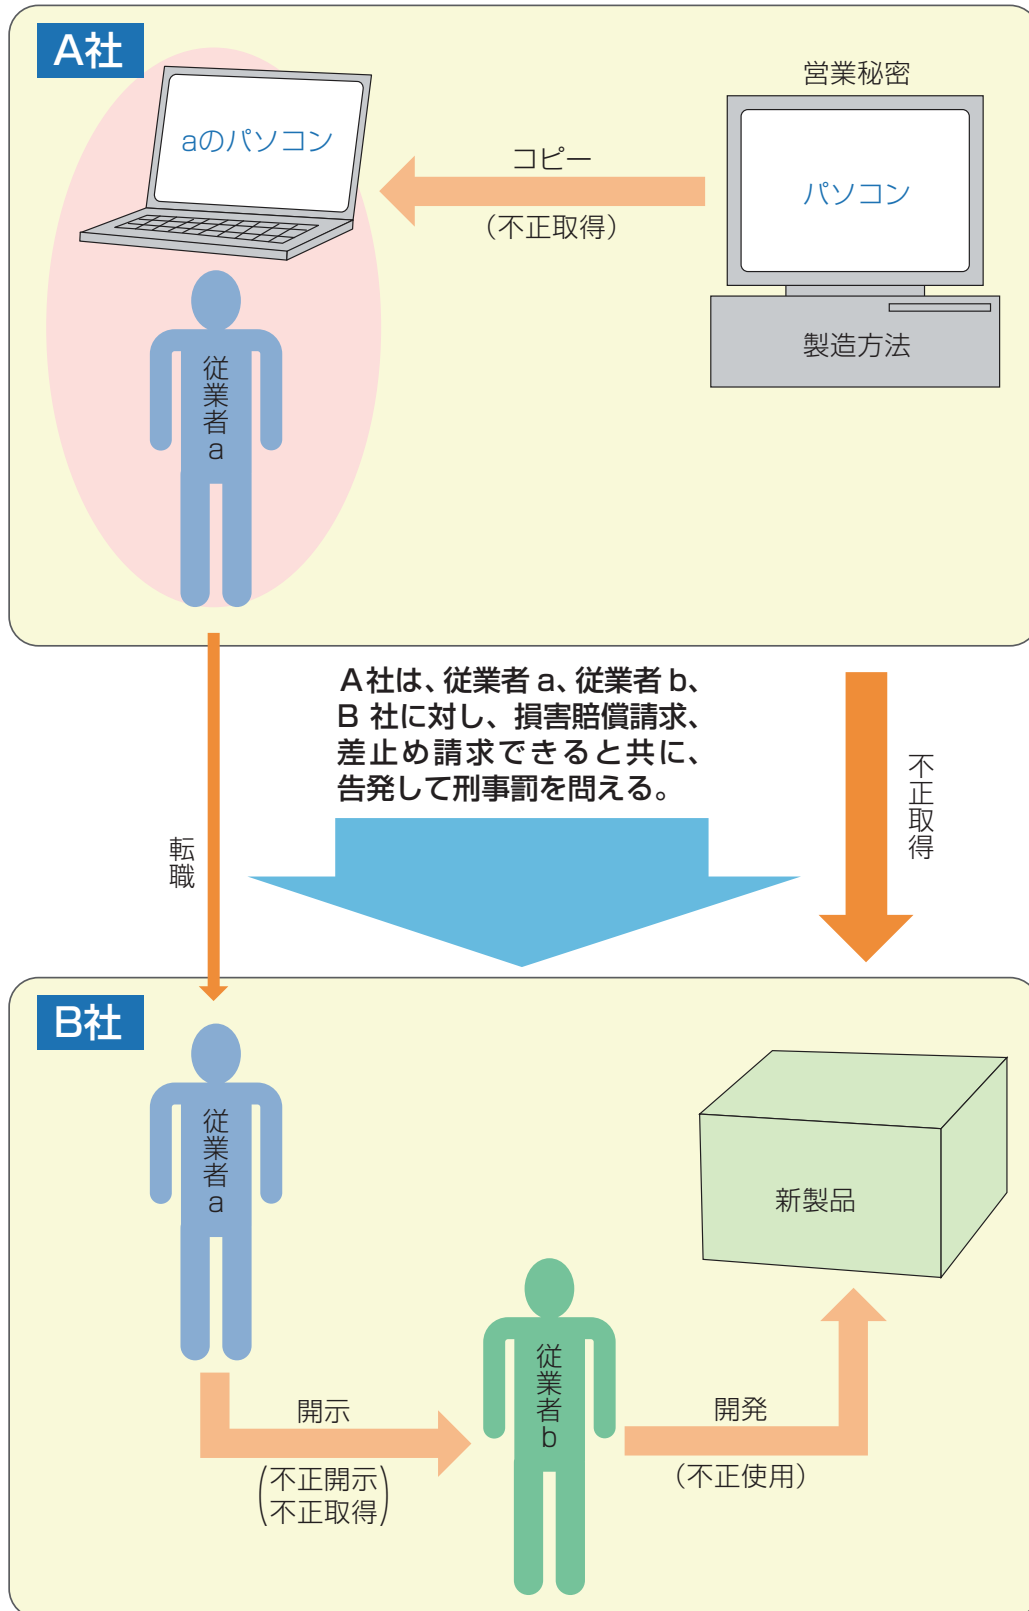 A社
営業秘密
aのパソコン
コピー
(不正取得)
パソコン
製造方法
従業者a
A社は、従業者 a、従業者 b、
B 社に対し、損害賠償請求、
差止め請求できると共に、
告発して刑事罰を問える。
転職
不正取得
B社
従業者a
新製品
従業者b
開示
(不正開示
不正取得)
開発
(不正使用)